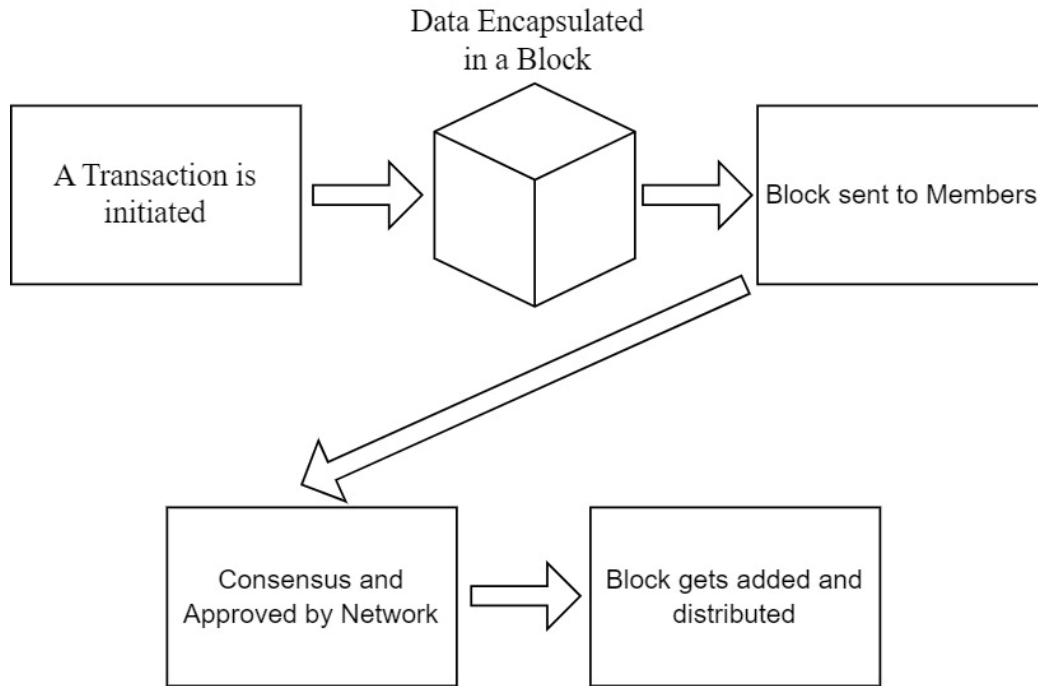 Data Encapsulated
in a Block
A Transaction is
initiated
Block sent to Members
Consensus and
Approved by Network
Block gets added and
distributed